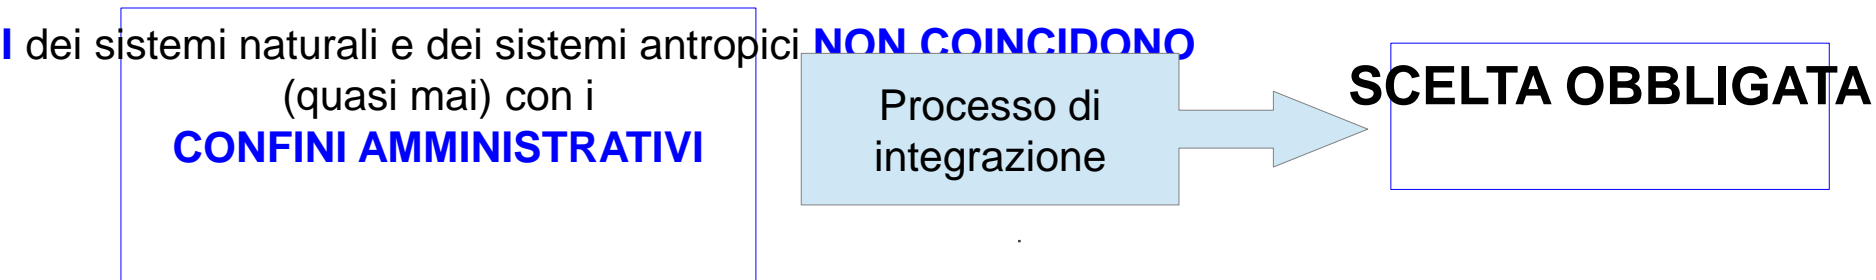 I dei sistemi naturali e dei sistemi antropici NON COINCIDONO
(quasi mai) con i
CONFINI AMMINISTRATIVI
Processo di
integrazione
SCELTA OBBLIGATA
.